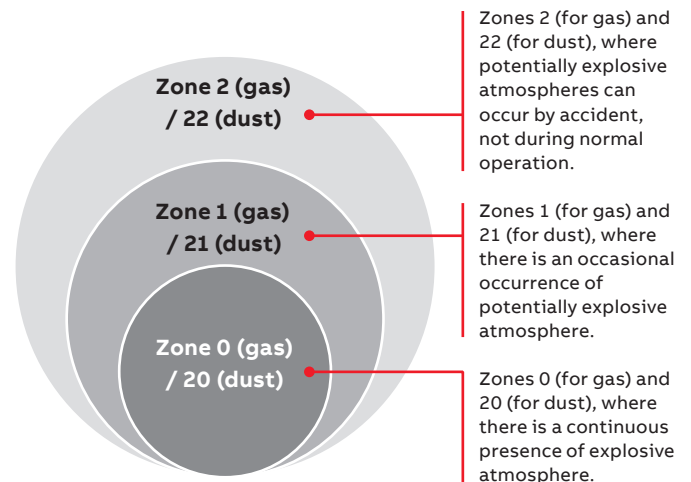 Zone 2 (gas)
/ 22 (dust)
Zones 2 (for gas) and
22 (for dust), where
potentially explosive
atmospheres can
occur by accident,
not during normal
operation.
Zone 1 (gas)
/ 21 (dust)
Zones 1 (for gas) and
21 (for dust), where
there is an occasional
occurrence of
potentially explosive
atmosphere.
Zone 0 (gas)
/ 20 (dust)
Zones 0 (for gas) and
20 (for dust), where
there is a continuous
presence of explosive
atmosphere.